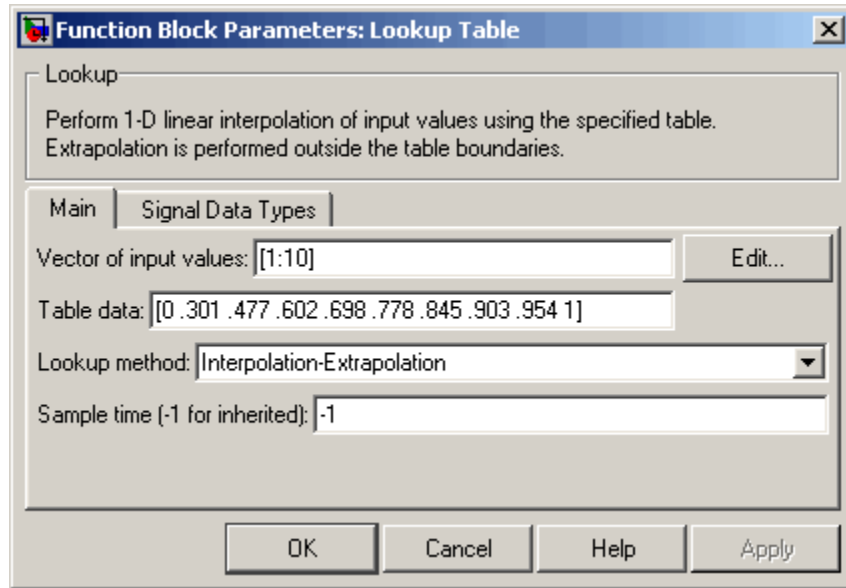 Function Block Parameters: Lookup Table
Lookup
Perform 1-D linear interpolation of input values using the specified table.
Extrapolation is performed outside the table boundaries.
Main Signal Data Types
Vector of input values: [1:10] Edit...
Table data: [0 .301 .477 .602 .698 .778 .845 .903 .954 1]
Lookup method: Interpolation-Extrapolation
Sample time (-1 for inherited): -1
OK Cancel Help Apply